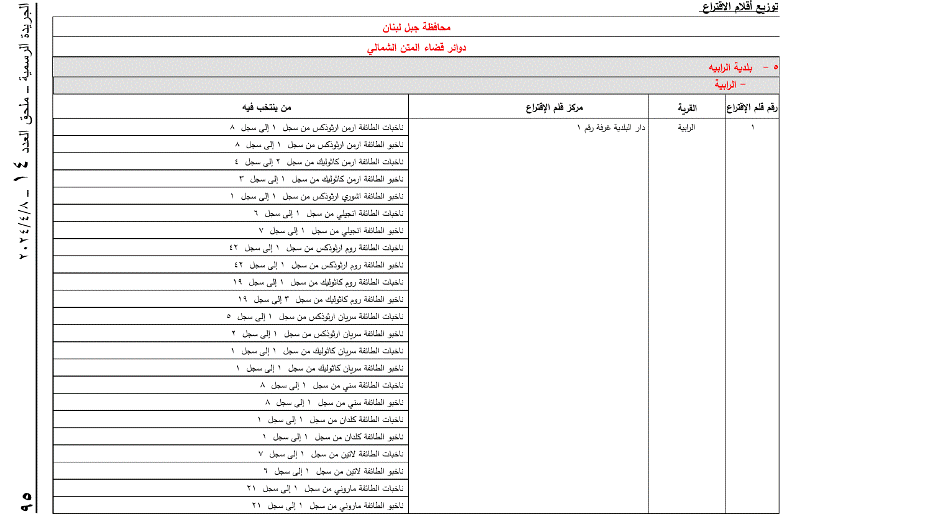 توزيع أقلام الاقتراع
محافظة جبل لبنان
دوائر قضاء المتن الشمالي
٥ - بلدية الرابيه
- الرابية
رقم قلم الإقتراع القرية مركز قلم الإقتراع من ينتخب فيه
١ الرابية دار البلدية غرفة رقم ١ ناخبات الطائفة ارمن ارثوذكس من سجل ١ إلى سجل ٨
ناخبو الطائفة ارمن ارثوذكس من سجل ١ إلى سجل ٨
ناخبات الطائفة ارمن كاثوليك من سجل ٢ إلى سجل ٤
ناخبو الطائفة ارمن كاثوليك من سجل ١ إلى سجل ٣
ناخبو الطائفة اشوري ارثوذكس من سجل ١ إلى سجل ١
ناخبات الطائفة انجيلي من سجل ١ إلى سجل ٦
ناخبو الطائفة انجيلي من سجل ١ إلى سجل ٧
ناخبات الطائفة روم ارثوذكس من سجل ١ إلى سجل ٤٢
ناخبو الطائفة روم ارثوذكس من سجل ١ إلى سجل ٤٢
ناخبات الطائفة روم كاثوليك من سجل ١ إلى سجل ١٩
ناخبو الطائفة روم كاثوليك من سجل ٣ إلى سجل ١٩
ناخبات الطائفة سريان ارثوذكس من سجل ١ إلى سجل ٥
ناخبو الطائفة سريان ارثوذكس من سجل ١ إلى سجل ٢
ناخبات الطائفة سريان كاثوليك من سجل ١ إلى سجل ١
ناخبو الطائفة سريان كاثوليك من سجل ١ إلى سجل ١
ناخبات الطائفة سني من سجل ١ إلى سجل ٨
ناخبو الطائفة سني من سجل ١ إلى سجل ٨
ناخبات الطائفة كلدان من سجل ١ إلى سجل ١
ناخبو الطائفة كلدان من سجل ١ إلى سجل ١
ناخبات الطائفة لاتين من سجل ١ إلى سجل ٧
ناخبو الطائفة لاتين من سجل ١ إلى سجل ٦
ناخبات الطائفة ماروني من سجل ١ إلى سجل ٢١
ناخبو الطائفة ماروني من سجل ١ إلى سجل ٢١
الجريدة الرسمية – ملحق العدد ١٤ – ٢٠٢٤/٤/٨
٩٥